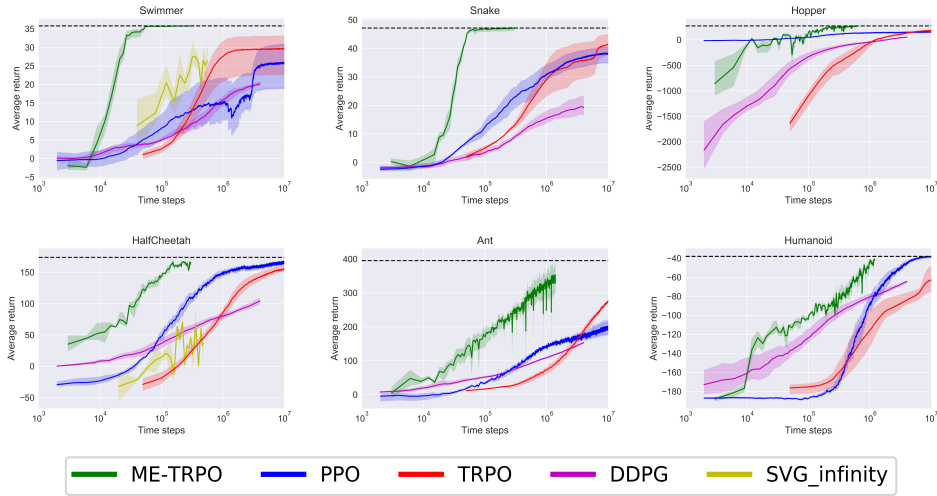 Swimmer
Average return
35
30
25
20
15
10
5
0
−5
10^3 10^4 10^5 10^6 10^7
Time steps
Snake
Average return
50
40
30
20
10
0
10^3 10^4 10^5 10^6 10^7
Time steps
Hopper
Average return
0
−500
−1000
−1500
−2000
−2500
10^3 10^4 10^5 10^6 10^7
Time steps
HalfCheetah
Average return
150
100
50
0
−50
10^3 10^4 10^5 10^6 10^7
Time steps
Ant
Average return
400
300
200
100
0
10^3 10^4 10^5 10^6 10^7
Time steps
Humanoid
Average return
−40
−60
−80
−100
−120
−140
−160
−180
10^3 10^4 10^5 10^6 10^7
Time steps
ME-TRPO PPO TRPO DDPG SVG_infinity